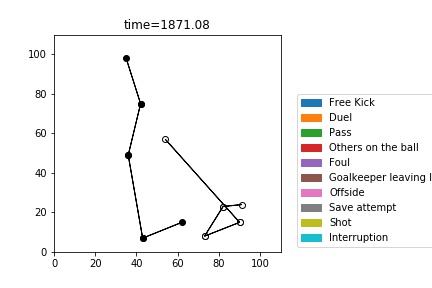 time=1871.08
100
80
60
40
20
0
0 20 40 60 80 100
Free Kick
Duel
Pass
Others on the ball
Foul
Goalkeeper leaving l
Offside
Save attempt
Shot
Interruption